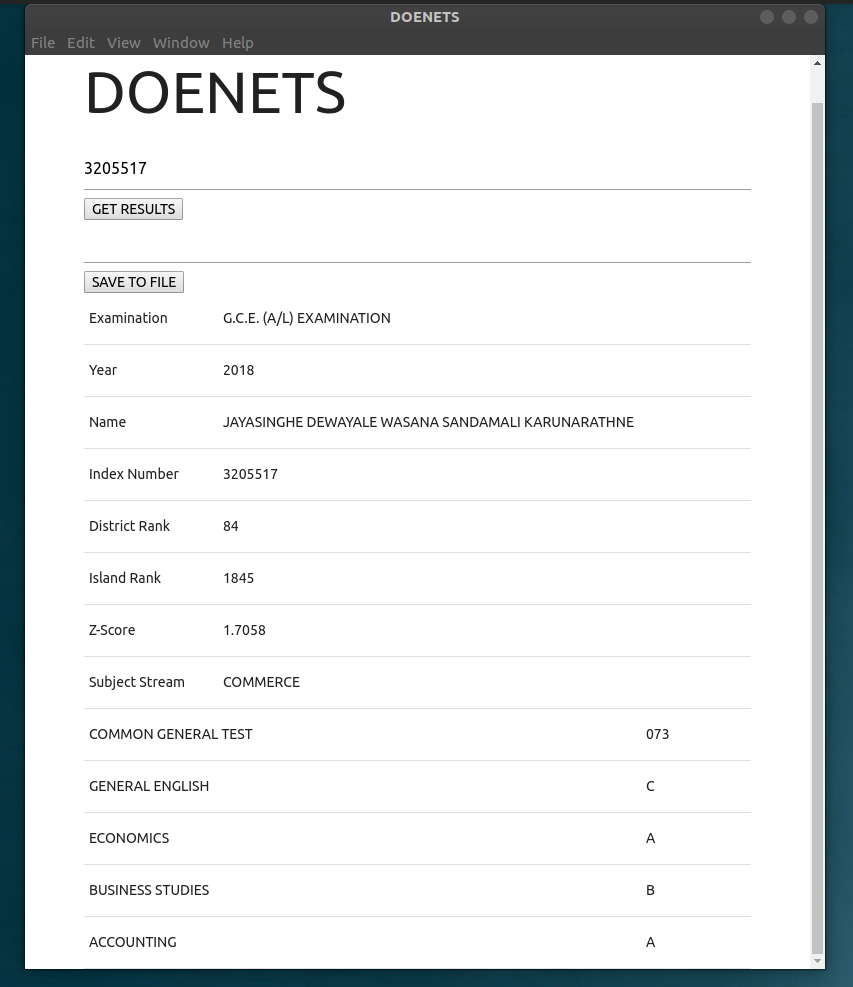 DOENETS
File Edit View Window Help
DOENETS
3205517
GET RESULTS
SAVE TO FILE
Examination G.C.E. (A/L) EXAMINATION
Year 2018
Name JAYASINGHE DEWAYALE WASANA SANDAMALI KARUNARATHNE
Index Number 3205517
District Rank 84
Island Rank 1845
Z-Score 1.7058
Subject Stream COMMERCE
COMMON GENERAL TEST 073
GENERAL ENGLISH C
ECONOMICS A
BUSINESS STUDIES B
ACCOUNTING A